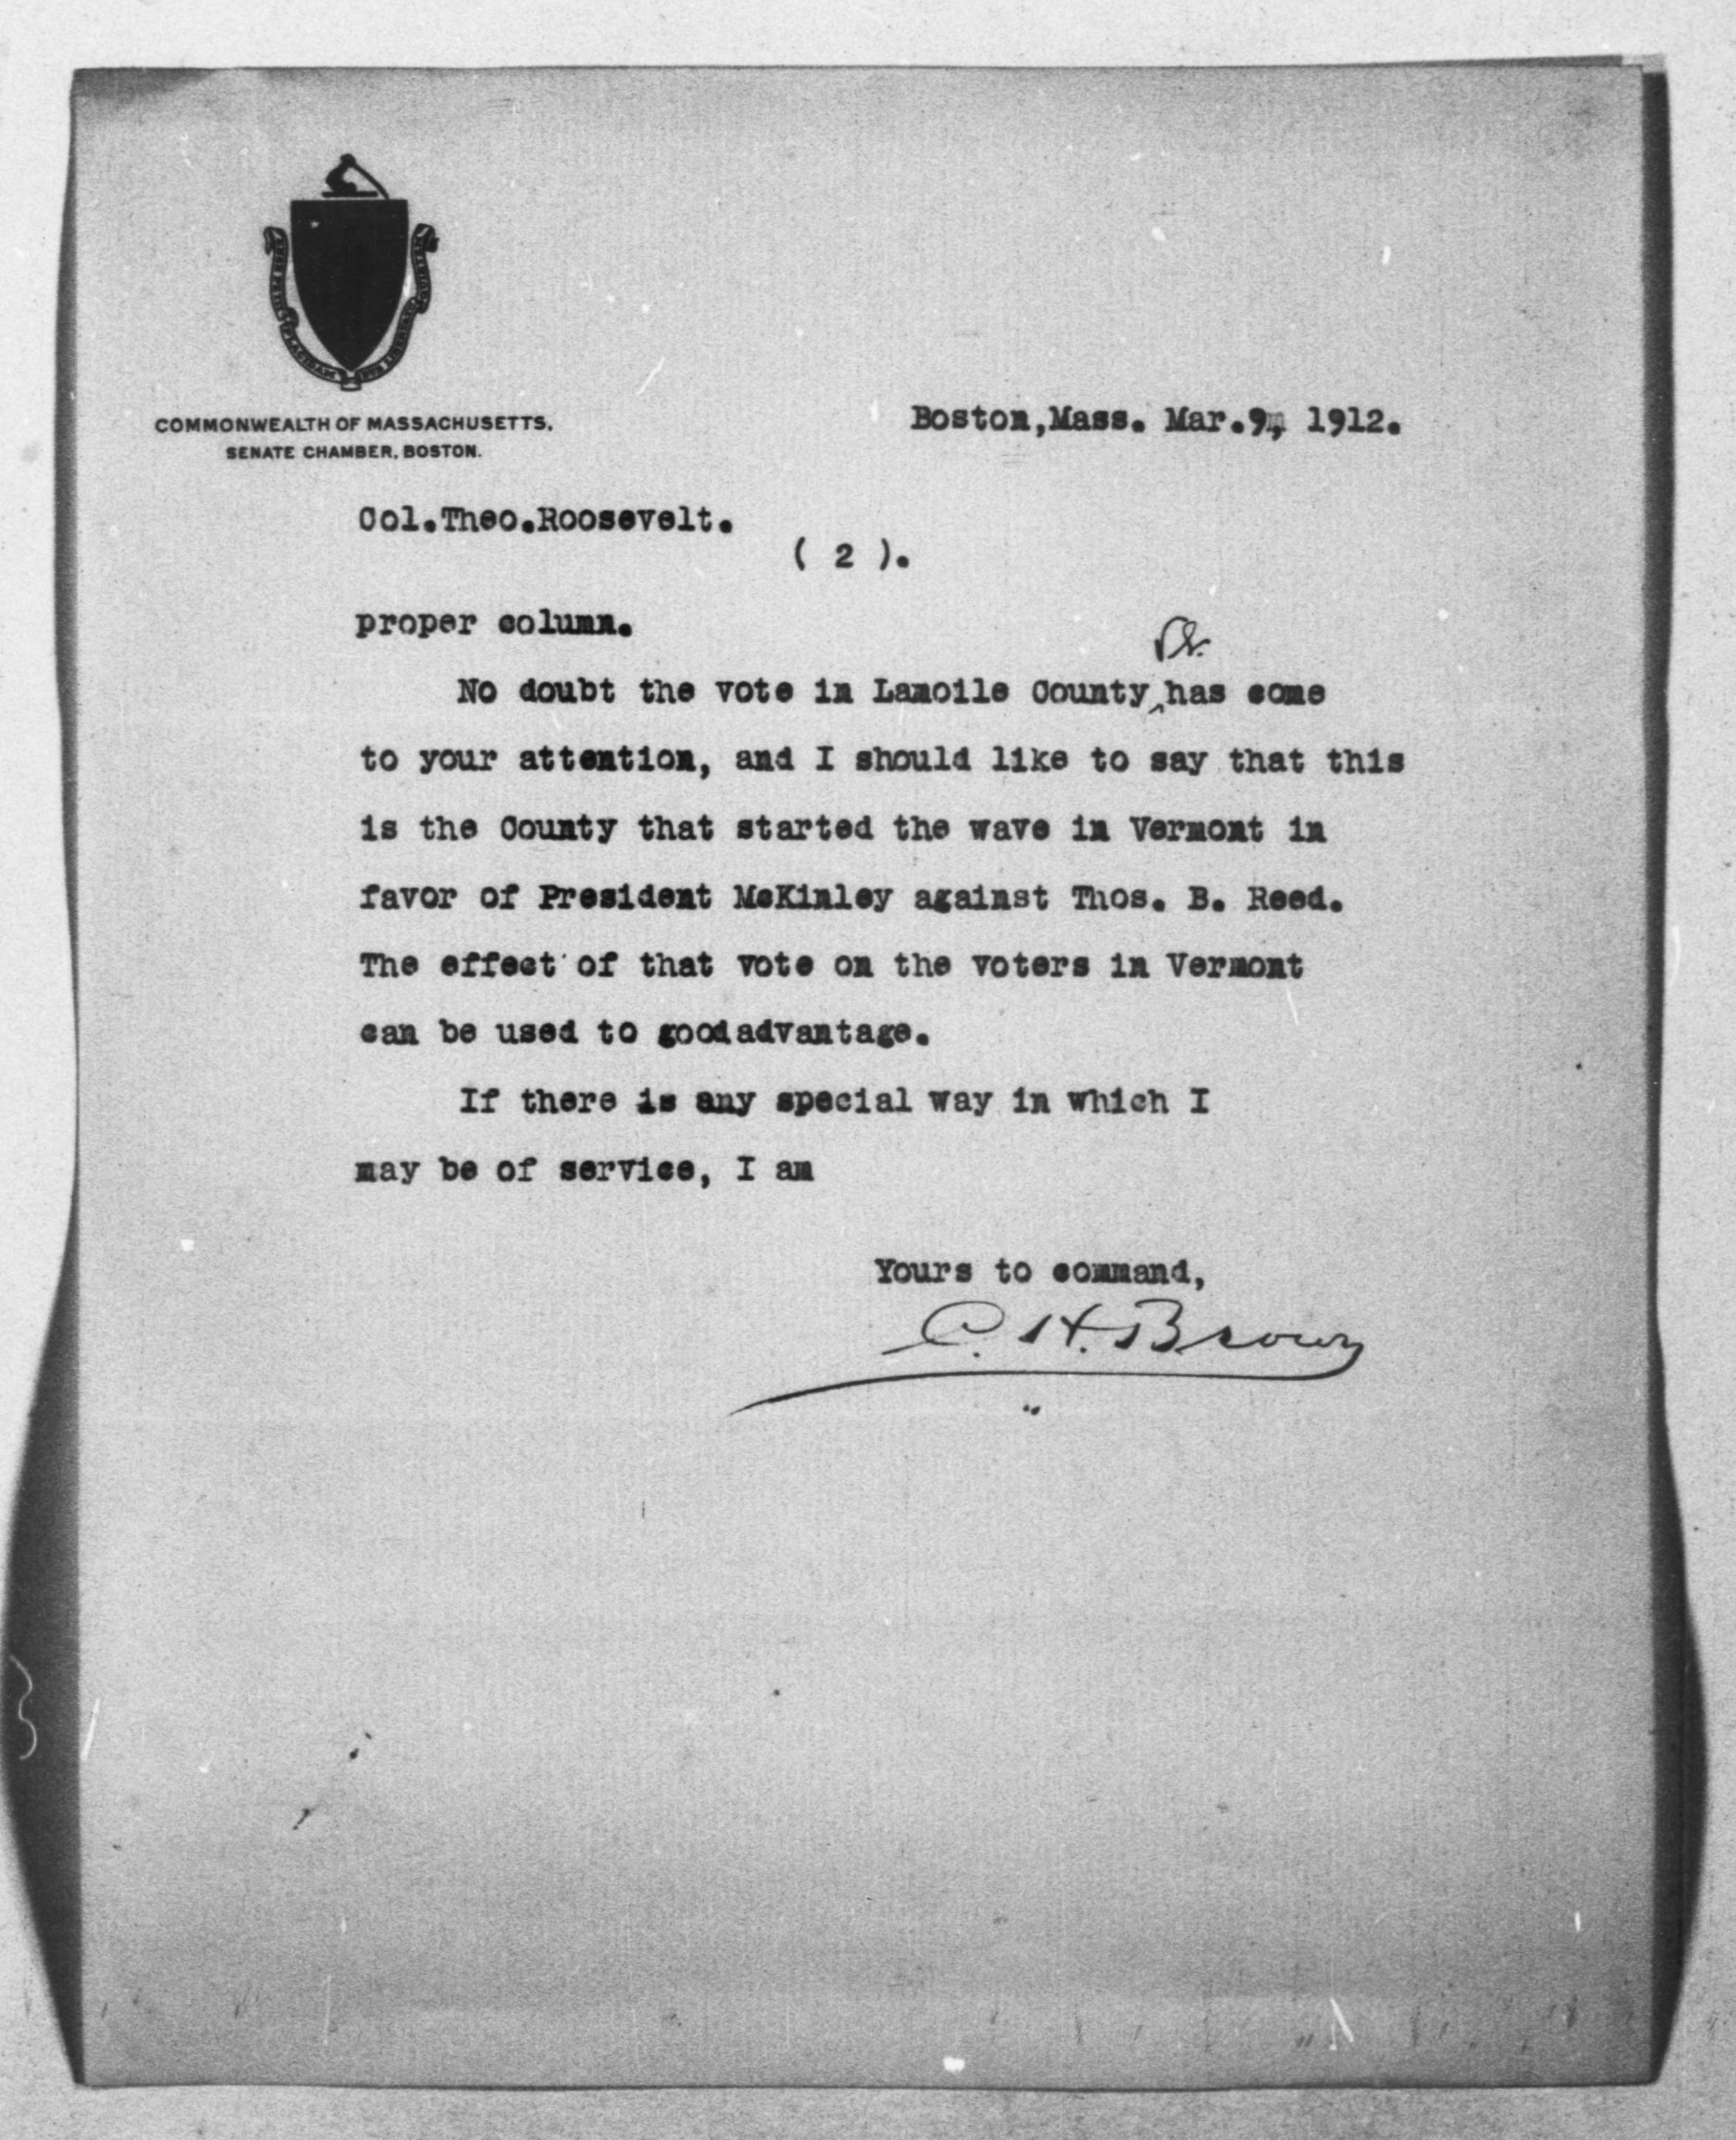 COMMONWEALTH OF MASSACHUSETTS,
SENATE CHAMBER, BOSTON.
Boston,Mass. Mar.9, 1912.
Col.Theo.Roosevelt.
( 2 ).
proper column.
No doubt the vote in Lamoile County has come
to your attention, and I should like to say that this
is the County that started the wave in Vermont in
favor of President McKinley against Thos. B. Reed.
The effect of that vote on the voters in Vermont
can be used to goodadvantage.
If there is any special way in which I
may be of service, I am
Yours to command,
C. H. Brown